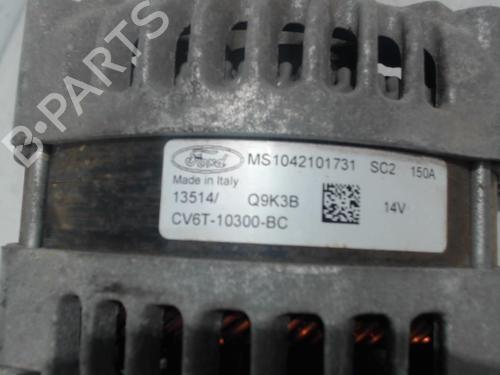 B-PARTS
Ford MS1042101731 SC2 150A
Made in Italy
13514/ Q9K3B 14V
CV6T-10300-BC